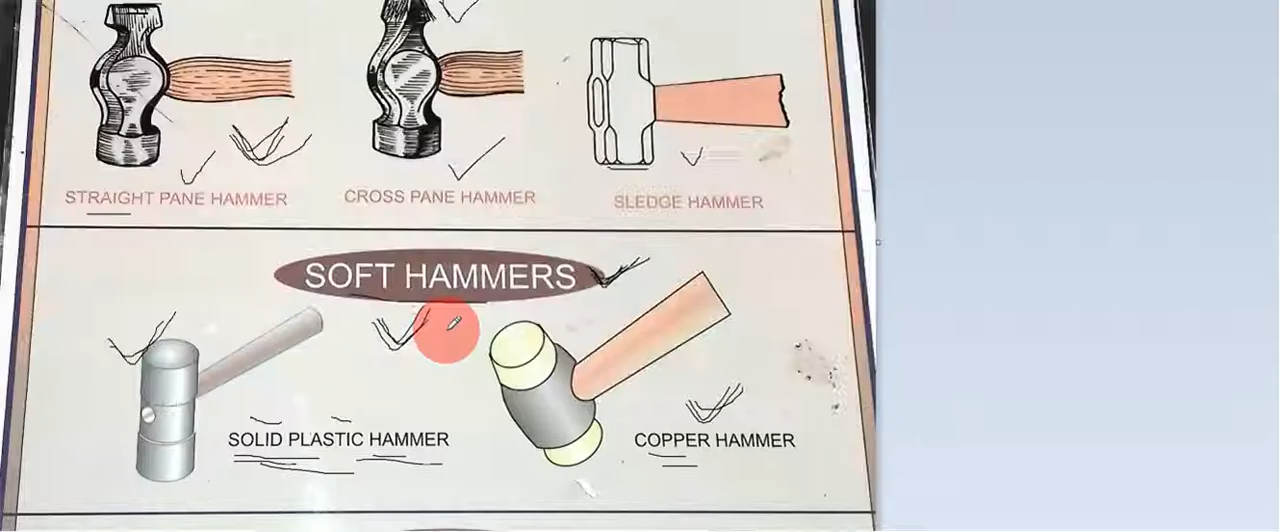 STRAIGHT PANE HAMMER
CROSS PANE HAMMER
SLEDGE HAMMER
SOFT HAMMERS
SOLID PLASTIC HAMMER
COPPER HAMMER